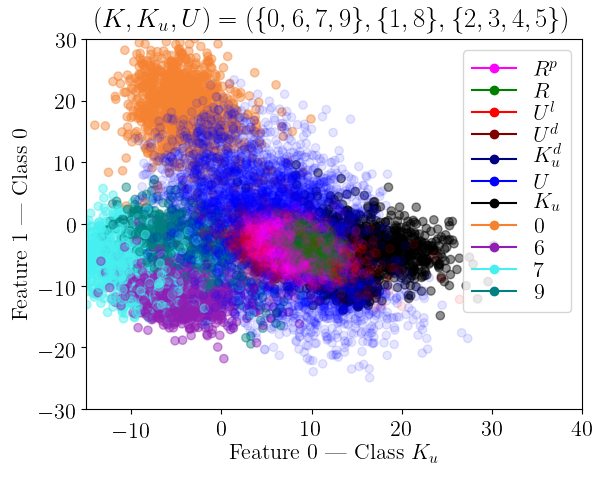 (K, K_u, U) = ({0, 6, 7, 9}, {1, 8}, {2, 3, 4, 5})
30
20
10
0
−10
−20
−30
Feature 1 — Class 0
R^p
R
U^l
U^d
K_u^d
U
K_u
0
6
7
9
−10
0
10
20
30
40
Feature 0 — Class K_u